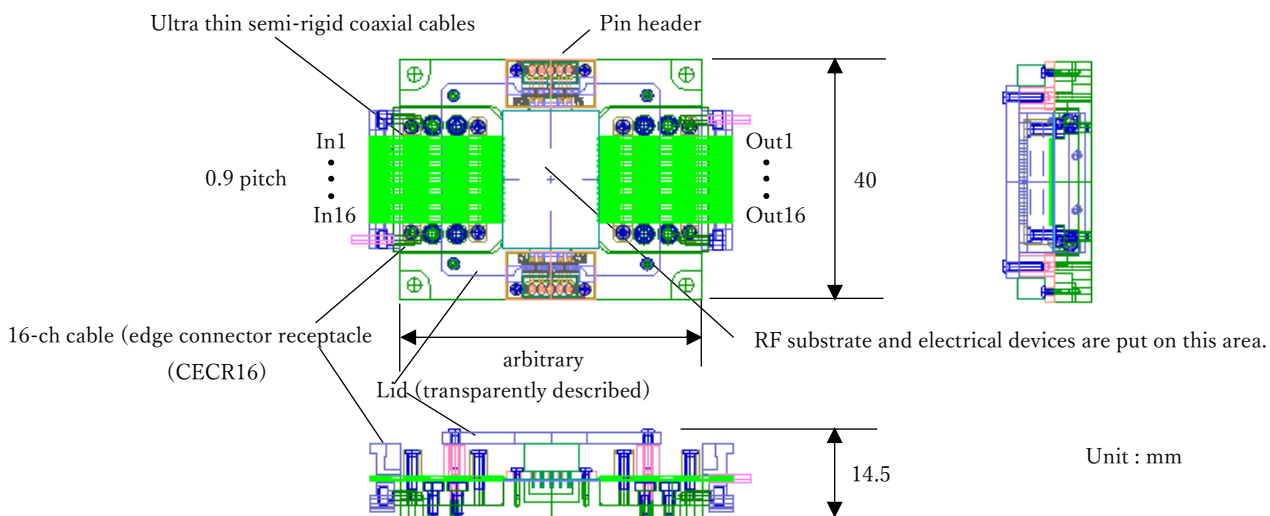 Ultra thin semi-rigid coaxial cables
Pin header
In1
•
•
•
In16
0.9 pitch
Out1
•
•
•
Out16
40
16-ch cable (edge connector receptacle
(CECR16)
arbitrary
RF substrate and electrical devices are put on this area.
Lid (transparently described)
14.5
Unit : mm